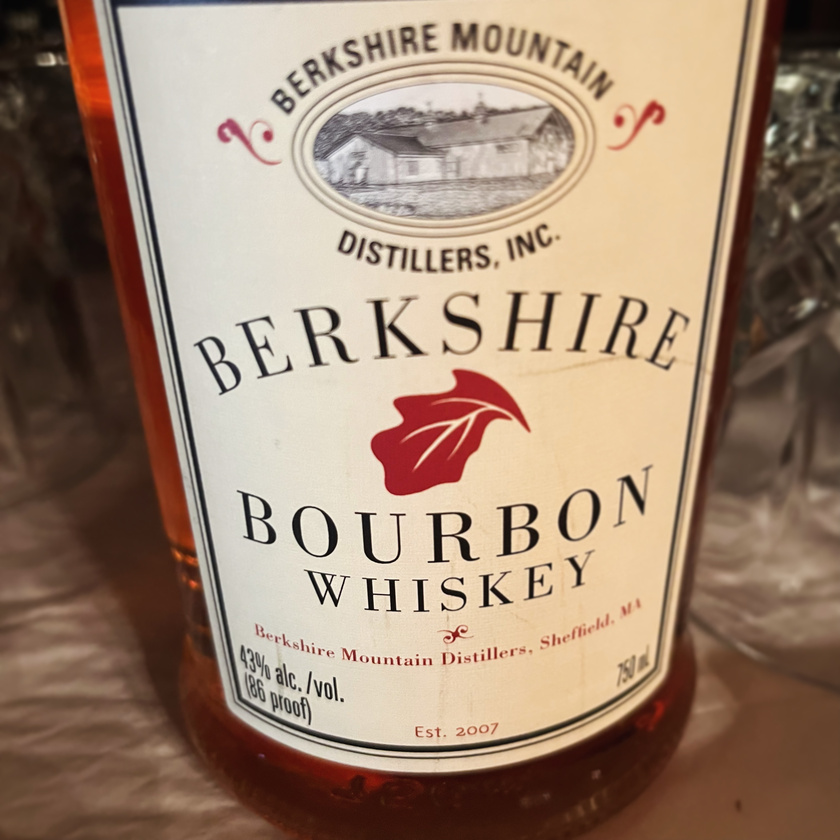 BERKSHIRE MOUNTAIN
DISTILLERS, INC.
BERKSHIRE
BOURBON
WHISKEY
Berkshire Mountain Distillers, Sheffield, MA
43% alc. /vol.
(86 proof)
750 mL
Est. 2007